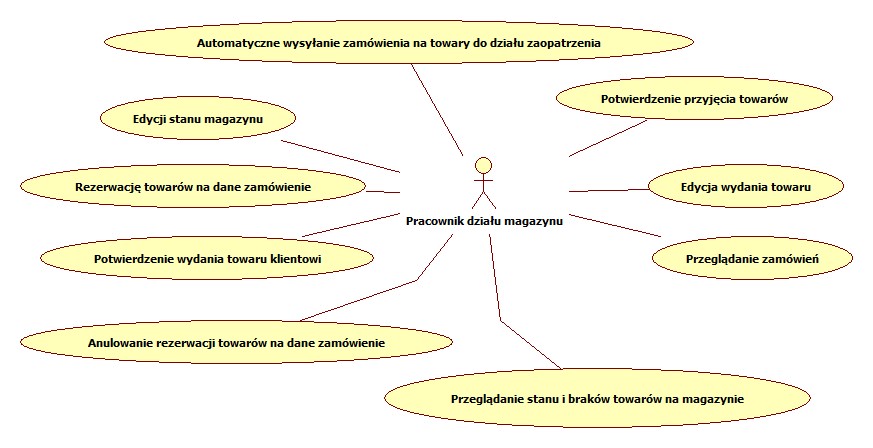 Automatyczne wysyłanie zamówienia na towary do działu zaopatrzenia
Potwierdzenie przyjęcia towarów
Edycji stanu magazynu
Rezerwację towarów na dane zamówienie
Edycja wydania towaru
Pracownik działu magazynu
Potwierdzenie wydania towaru klientowi
Przeglądanie zamówień
Anulowanie rezerwacji towarów na dane zamówienie
Przeglądanie stanu i braków towarów na magazynie